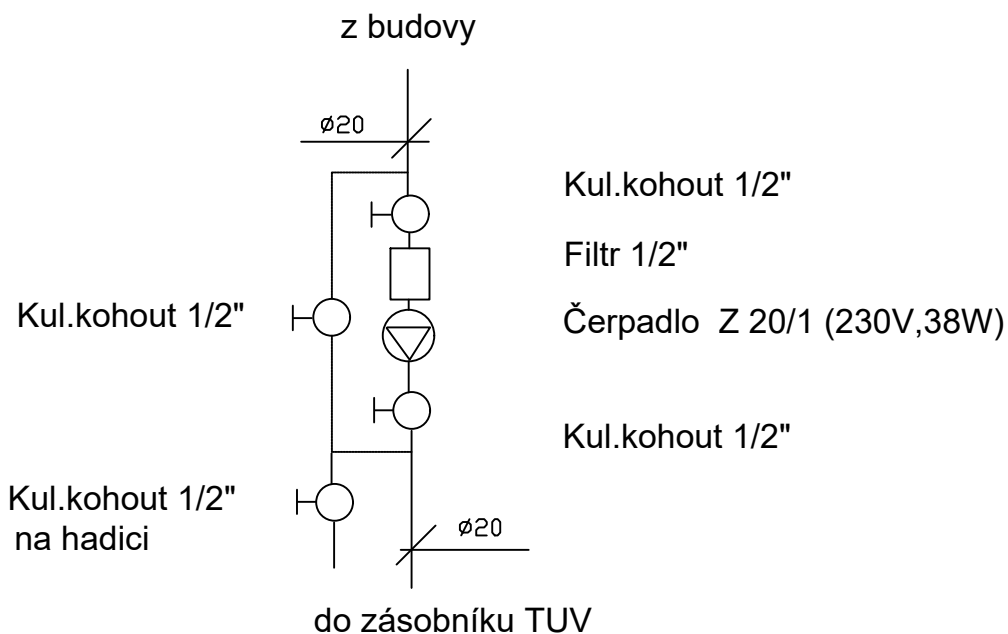 z budovy
ø20
Kul.kohout 1/2"
Filtr 1/2"
Kul.kohout 1/2"
Čerpadlo Z 20/1 (230V,38W)
Kul.kohout 1/2"
Kul.kohout 1/2"
na hadici
ø20
do zásobníku TUV